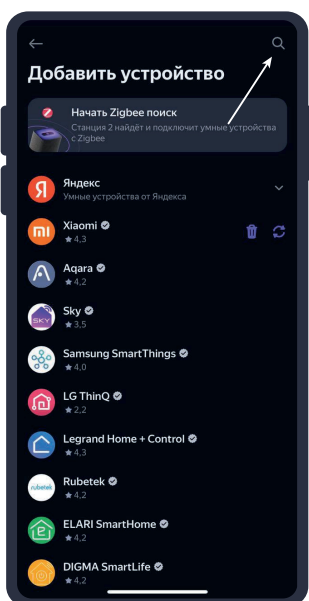 Добавить устройство
Начать Zigbee поиск
Станция 2 найдёт и подключит умные устройства
с Zigbee
Я
Яндекс
Умные устройства от Яндекса
Xiaomi
★ 4,3
Aqara
★ 4,2
SKY
Sky
★ 3,5
Samsung SmartThings
★ 4,0
LG ThinQ
★ 2,2
Legrand Home + Control
★ 4,3
rubetek
Rubetek
★ 4,2
ELARI SmartHome
★ 4,2
DIGMA SmartLife
★ 4,2